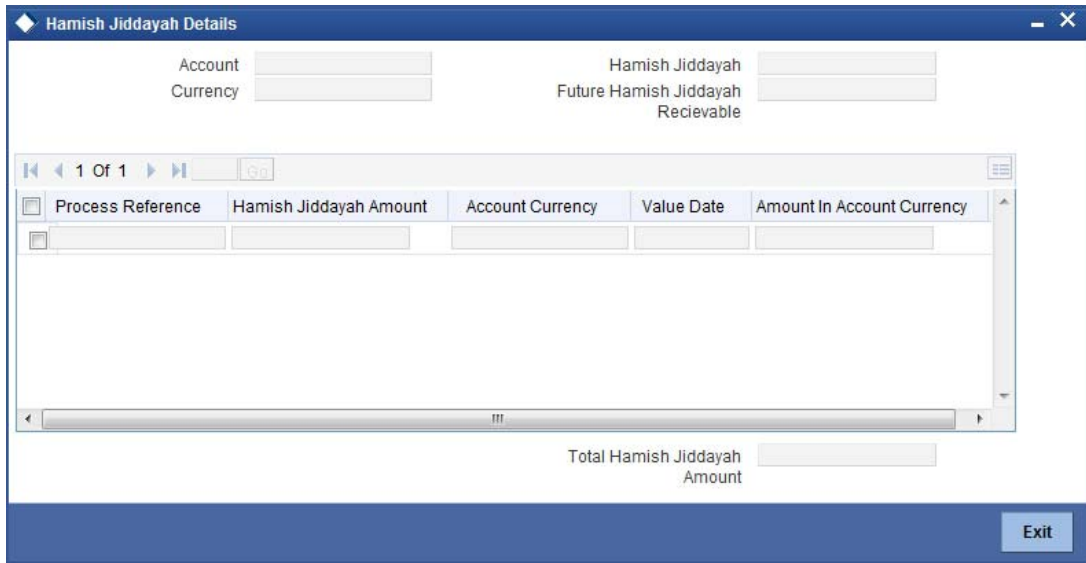 Hamish Jiddayah Details
Account
Hamish Jiddayah
Currency
Future Hamish Jiddayah
Recievable
1 Of 1
Go
Process Reference
Hamish Jiddayah Amount
Account Currency
Value Date
Amount In Account Currency
Total Hamish Jiddayah
Amount
Exit